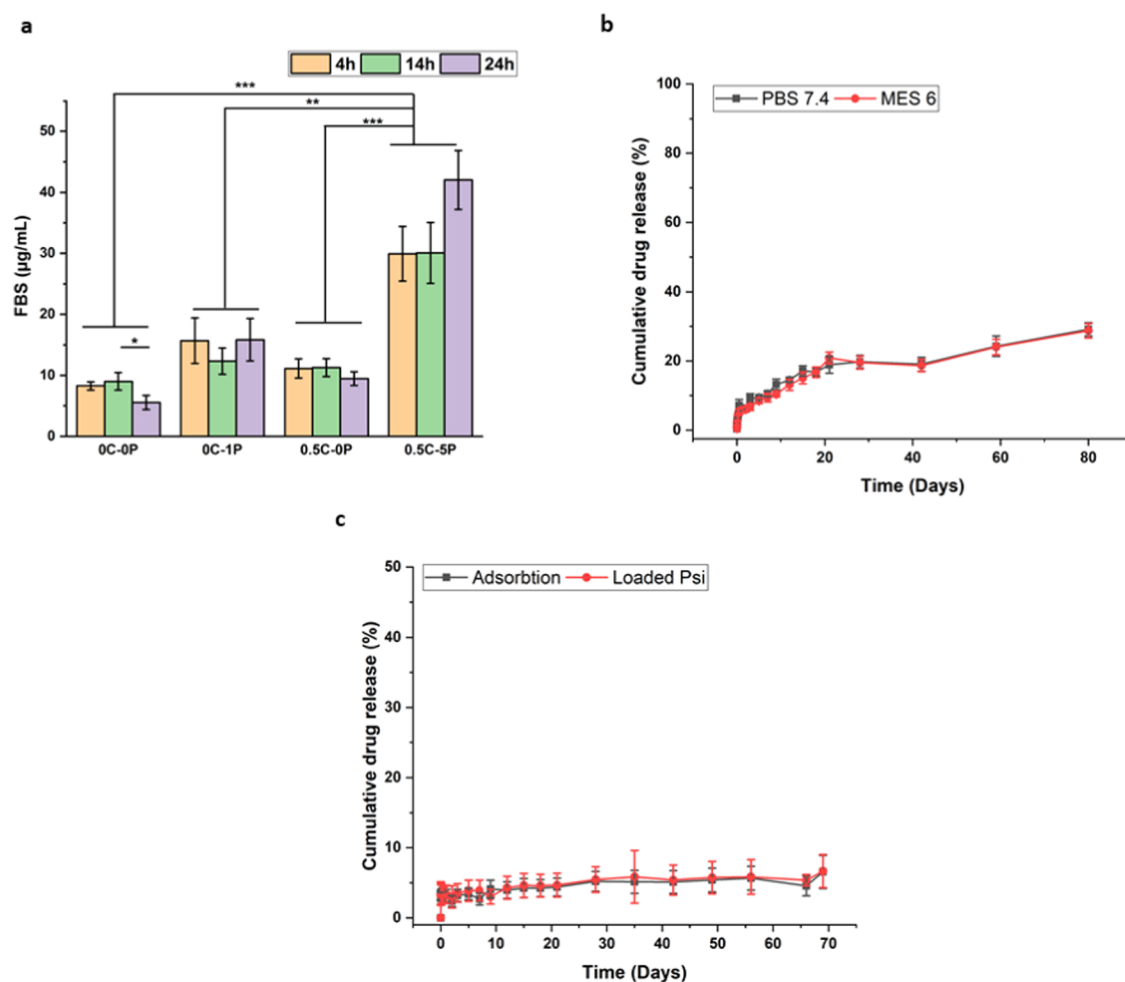 a
4h 14h 24h
***
**
***
*
FBS (µg/mL)
50
40
30
20
10
0
0C-0P 0C-1P 0.5C-0P 0.5C-5P
b
PBS 7.4 MES 6
Cumulative drug release (%)
100
80
60
40
20
0
0 20 40 60 80
Time (Days)
c
Adsorbtion Loaded Psi
Cumulative drug release (%)
50
40
30
20
10
0
0 10 20 30 40 50 60 70
Time (Days)